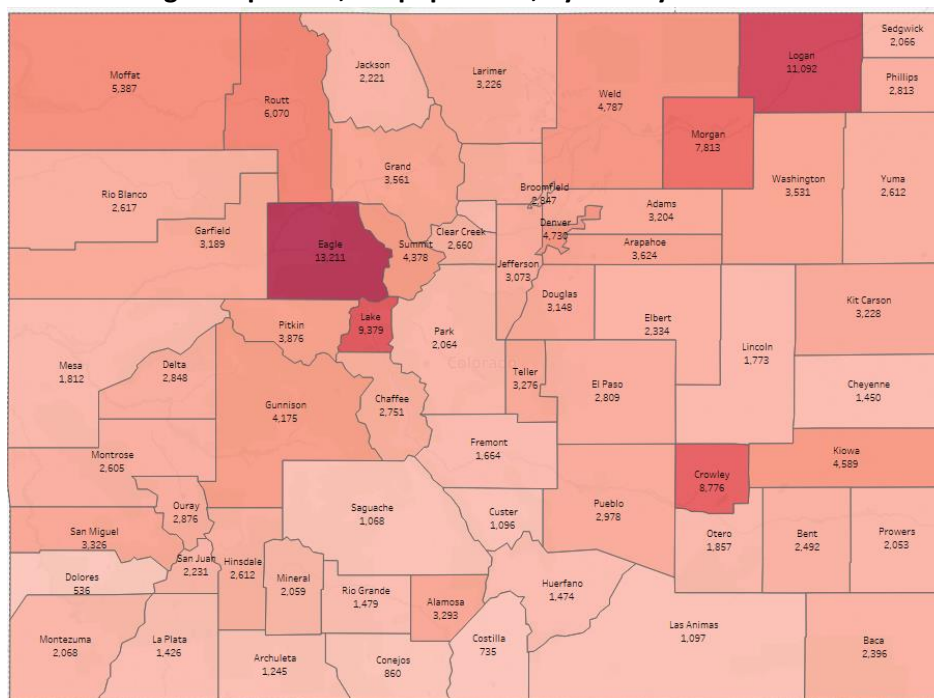 Sedgwick
2,066
Logan
11,092
Jackson
2,221
Larimer
3,226
Moffat
5,387
Phillips
2,813
Weld
4,787
Routt
6,070
Morgan
7,813
Grand
3,561
Washington
3,531
Yuma
2,612
Rio Blanco
2,617
Broomfield
2,347
Adams
3,204
Garfield
3,189
Clear Creek
2,660
Denver
4,730
Eagle
13,211
Summit
4,378
Arapahoe
3,624
Jefferson
3,073
Douglas
3,148
Kit Carson
3,228
Elbert
2,334
Lake
9,379
Pitkin
3,876
Park
2,064
Lincoln
1,773
Mesa
1,812
Delta
2,848
Teller
3,276
El Paso
2,809
Cheyenne
1,450
Chaffee
2,751
Gunnison
4,175
Fremont
1,664
Montrose
2,605
Kiowa
4,589
Crowley
8,776
Ouray
2,876
Saguache
1,068
Custer
1,096
Pueblo
2,978
San Miguel
3,326
Otero
1,857
Bent
2,492
Prowers
2,053
San Juan
2,231
Hinsdale
2,612
Dolores
536
Mineral
2,059
Rio Grande
1,479
Alamosa
3,293
Huerfano
1,474
Montezuma
2,068
La Plata
1,426
Las Animas
1,097
Costilla
735
Archuleta
1,245
Conejos
860
Baca
2,396